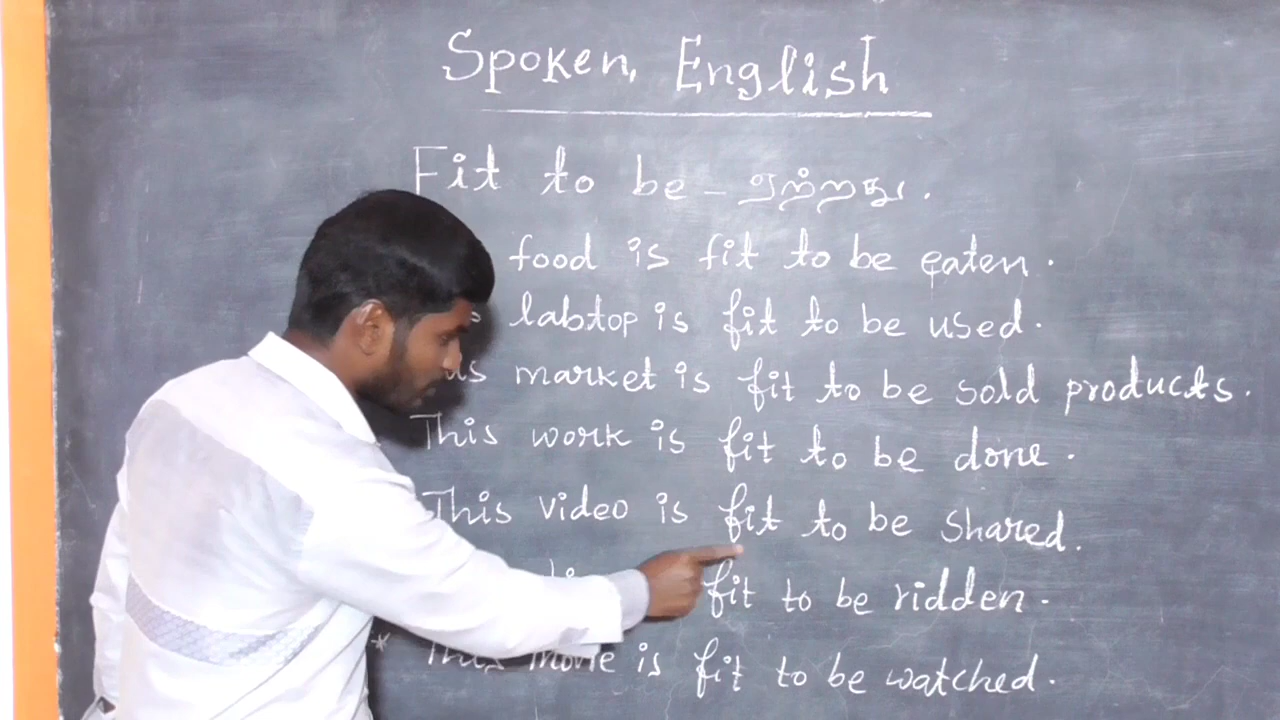 Spoken English
Fit to be - ஏற்றது.
food is fit to be eaten.
labtop is fit to be used.
market is fit to be sold products.
This work is fit to be done.
This video is fit to be shared.
fit to be ridden.
* This movie is fit to be watched.